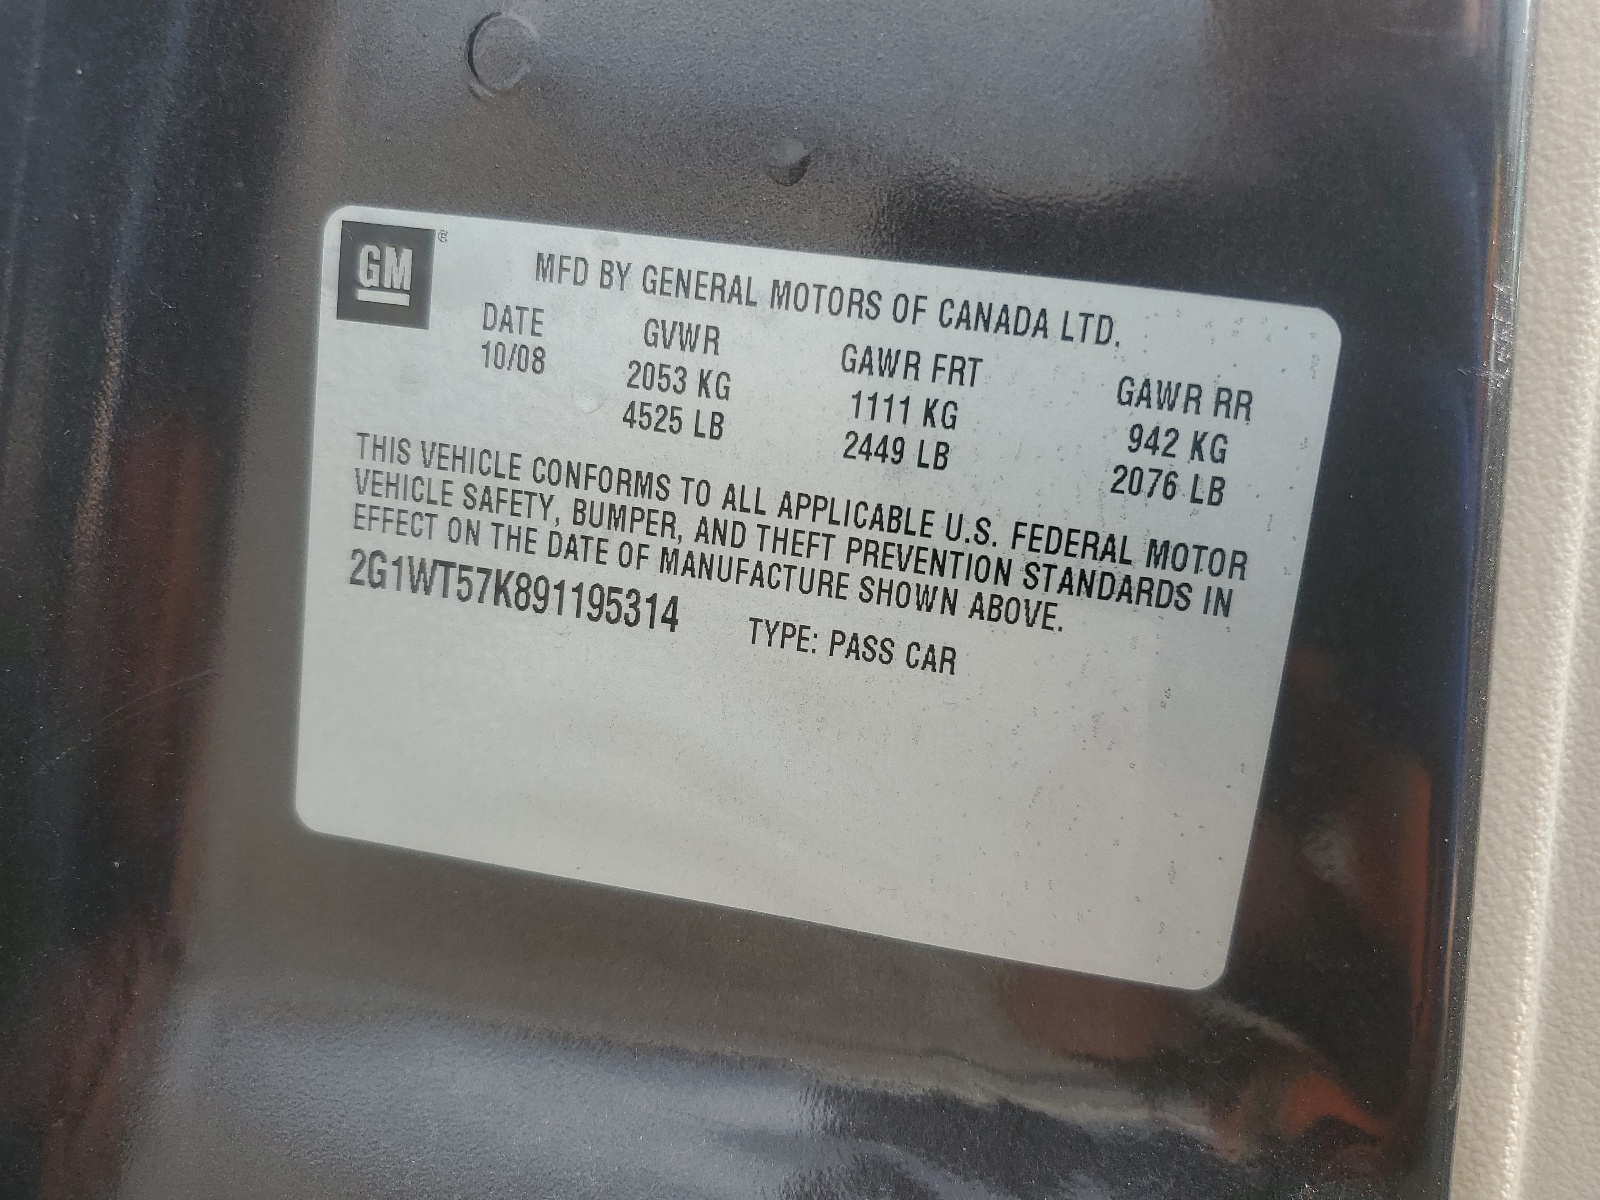 GM
MFD BY GENERAL MOTORS OF CANADA LTD.
DATE GVWR GAWR FRT GAWR RR
10/08 2053 KG 1111 KG 942 KG
4525 LB 2449 LB 2076 LB
THIS VEHICLE CONFORMS TO ALL APPLICABLE U.S. FEDERAL MOTOR
VEHICLE SAFETY, BUMPER, AND THEFT PREVENTION STANDARDS IN
EFFECT ON THE DATE OF MANUFACTURE SHOWN ABOVE.
2G1WT57K891195314 TYPE: PASS CAR